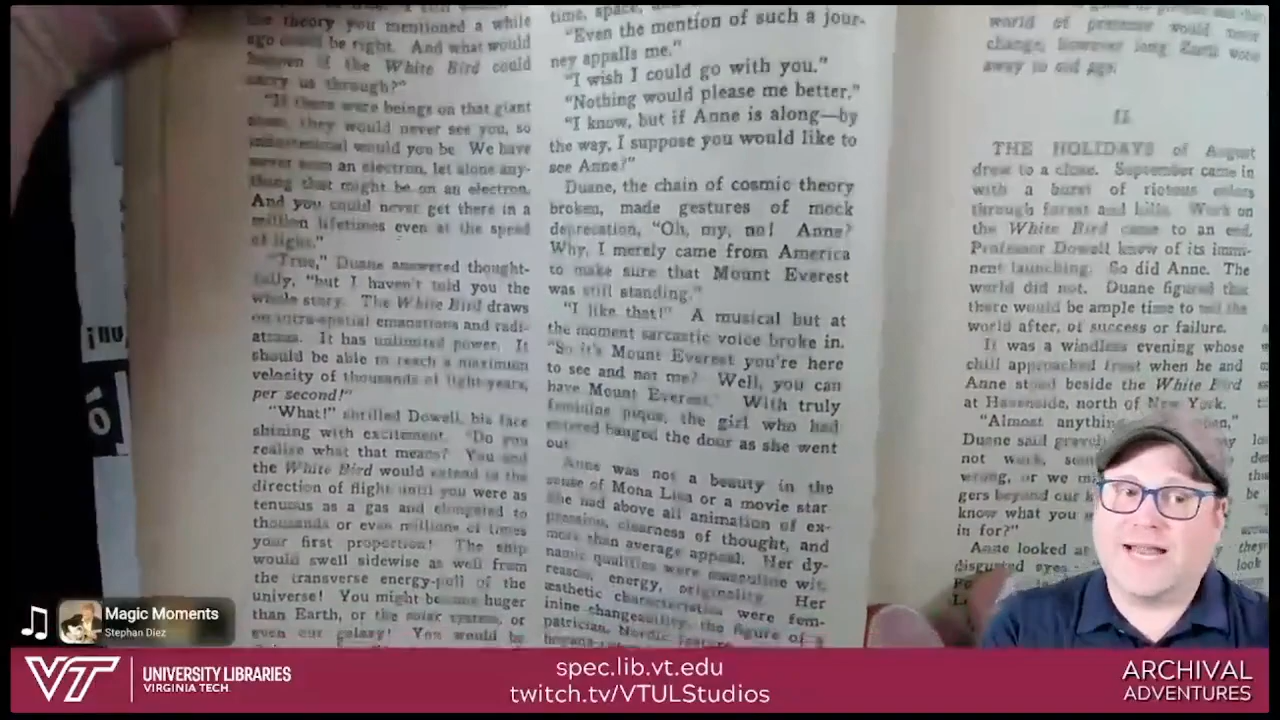 the theory you mentioned a while
ago could be right. And what would
happen if the White Bird could
carry us through?"
"If there were beings on that giant
they would never see you, so
infinitesimal would you be. We have
never seen an electron, let alone any-
thing that might be on an electron.
And you could never get there in a
million lifetimes even at the speed
of light."
"True," Duane answered thought-
fully, "but I haven't told you the
whole story. The White Bird draws
on intra-spatial emanations and radi-
It has unlimited power. It
should be able to reach a maximum
velocity of thousands of light-years,
per second!"
"What!" shrilled Dowell, his face
shining with excitement. "Do you
realize what that means? You and
the White Bird would extend in the
direction of flight until you were as
tenuous as a gas and elongated to
thousands or even millions of times
your first proportion! The ship
would swell sidewise as well from
the transverse energy-pull of the
universe! You might become huger
than Earth, or the solar system, or
even our galaxy! You would be
time, space,
"Even the mention of such a jour-
ney appalls me."
"I wish I could go with you."
"Nothing would please me better."
"I know, but if Anne is along—by
the way, I suppose you would like to
see Anne?"
Duane, the chain of cosmic theory
broken, made gestures of mock
deprecation, "Oh, my, no! Anne?
Why, I merely came from America
to make sure that Mount Everest
was still standing."
"I like that!" A musical but at
the moment sarcastic voice broke in.
"So it's Mount Everest you're here
to see and not me? Well, you can
have Mount Everest." With truly
feminine pique, the girl who had
entered banged the door as she went
out.
Anne was not a beauty in the
sense of Mona Lisa or a movie star
She had above all animation of ex-
pression, clearness of thought, and
more than average appeal. Her dy-
namic qualities were masculine wit,
reason, energy, originality. Her
æsthetic characteristics were fem-
inine changeability, the figure of a
patrician, Nordic
world of presence would
change, however long Earth wore
away to old age.
II
THE HOLIDAYS of August
drew to a close. September came in
with a burst of riotous colors
through forest and hills. Work on
the White Bird came to an end.
Professor Dowell knew of its immi-
nent launching. So did Anne. The
world did not. Duane figured that
there would be ample time to tell the
world after, of success or failure.
It was a windless evening whose
chill approached frost when he and
Anne stood beside the White Bird
at Havenside, north of New York.
"Almost anything
Duane said
not work,
wrong, or we
gers beyond our
know what you
in for?"
Anne looked at
disgusted eyes.
Magic Moments
Stephan Diez
VT
UNIVERSITY LIBRARIES
VIRGINIA TECH
spec.lib.vt.edu
twitch.tv/VTULStudios
ARCHIVAL
ADVENTURES